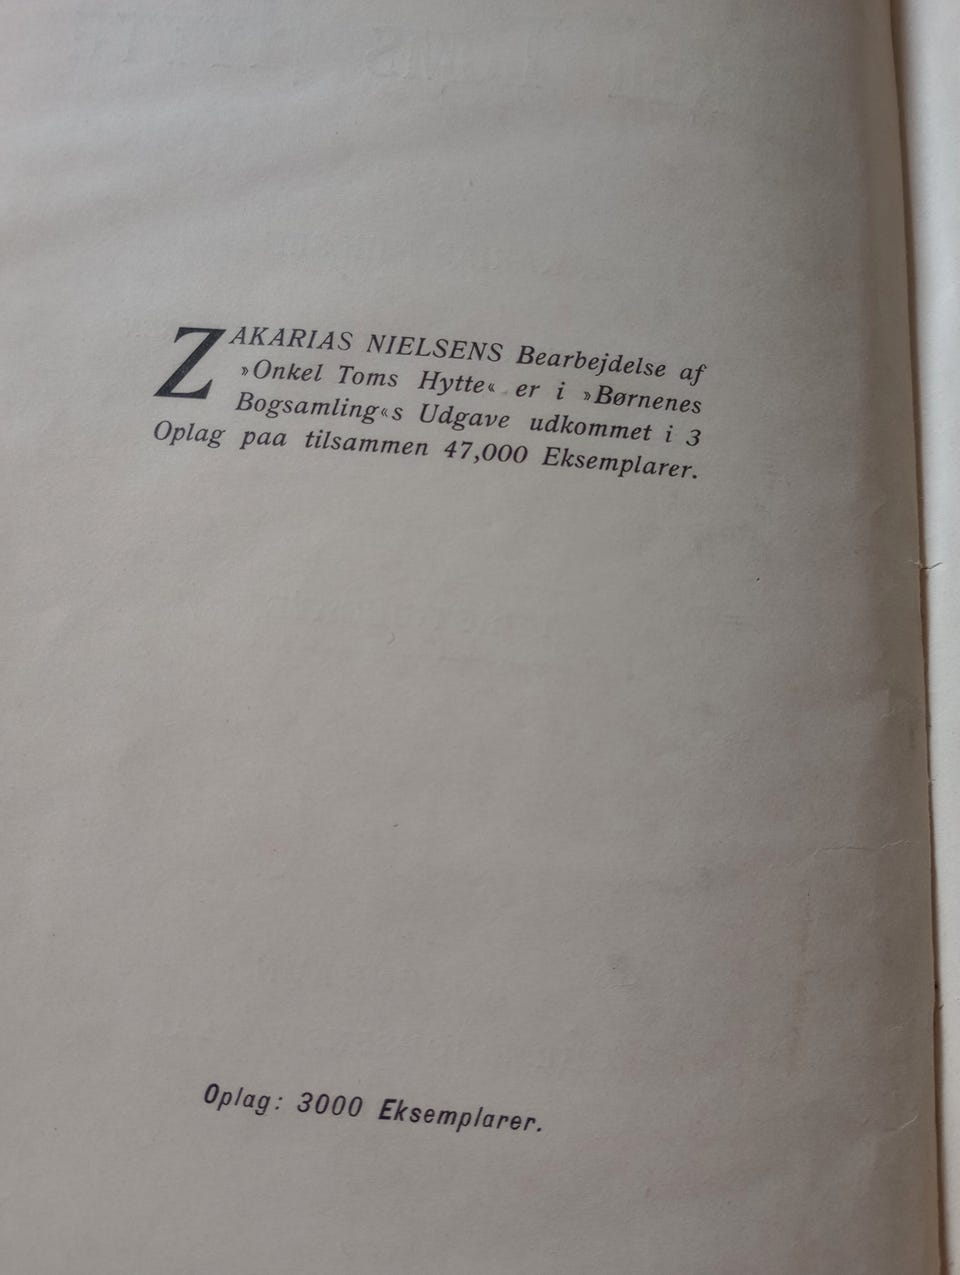 ZAKARIAS NIELSENS Bearbejdelse af
»Onkel Toms Hytte« er i »Børnenes
Bogsamling«s Udgave udkommet i 3
Oplag paa tilsammen 47,000 Eksemplarer.
Oplag: 3000 Eksemplarer.